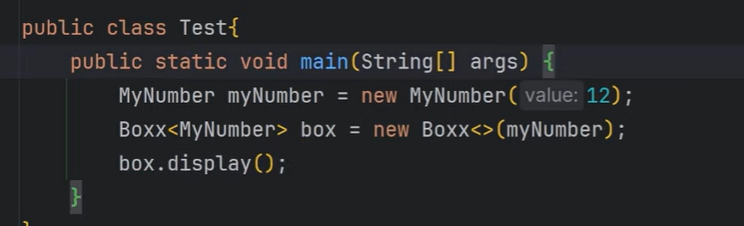 public class Test{
public static void main(String[] args) {
MyNumber myNumber = new MyNumber( value: 12);
Boxx<MyNumber> box = new Boxx<>(myNumber);
box.display();
}
}